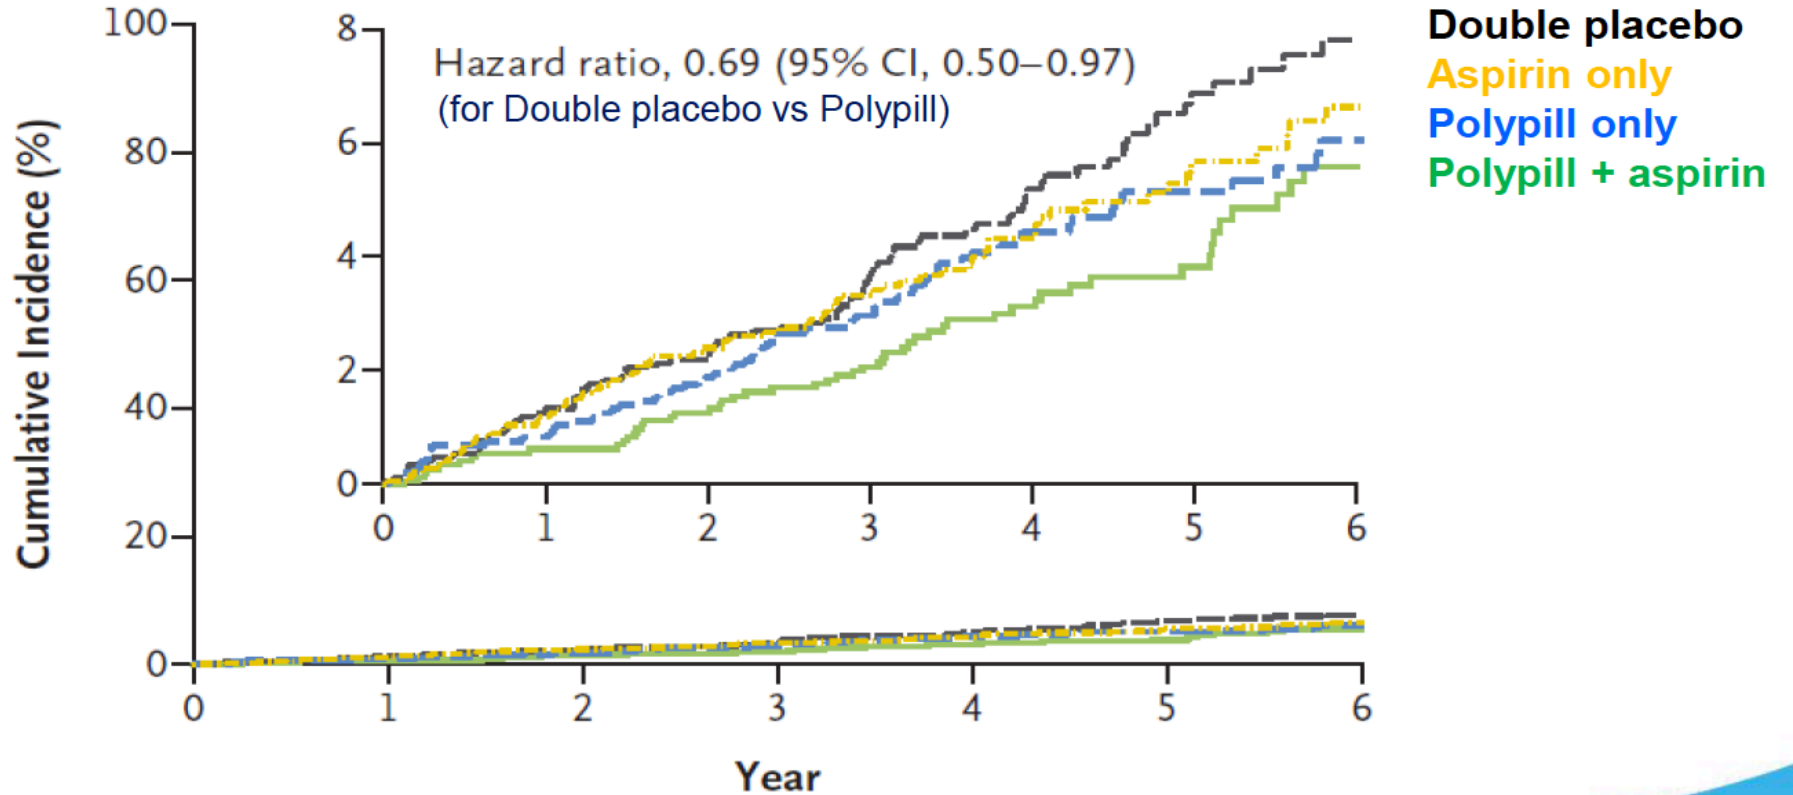 Cumulative Incidence (%)
100
80
60
40
20
0
8
6
4
2
0
Hazard ratio, 0.69 (95% CI, 0.50–0.97)
(for Double placebo vs Polypill)
0 1 2 3 4 5 6
0 1 2 3 4 5 6
Year
Double placebo
Aspirin only
Polypill only
Polypill + aspirin